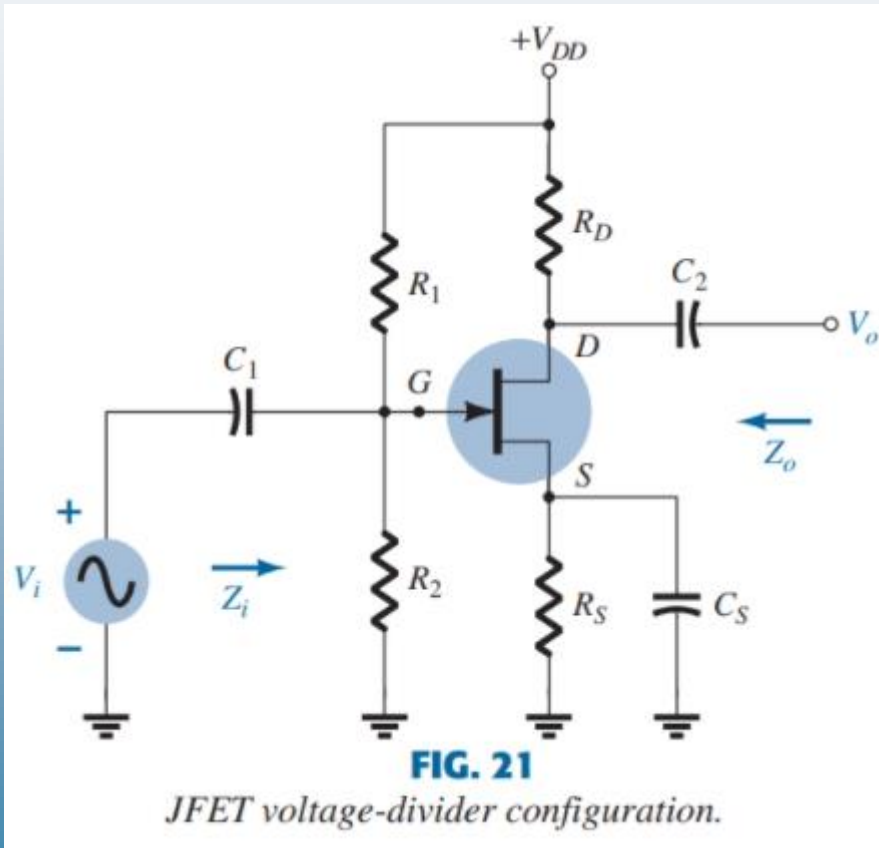 +V_DD
R_D
R_1
C_2
V_o
D
C_1
G
Z_o
S
+
V_i
Z_i
R_2
R_S
C_S
–
FIG. 21
JFET voltage-divider configuration.